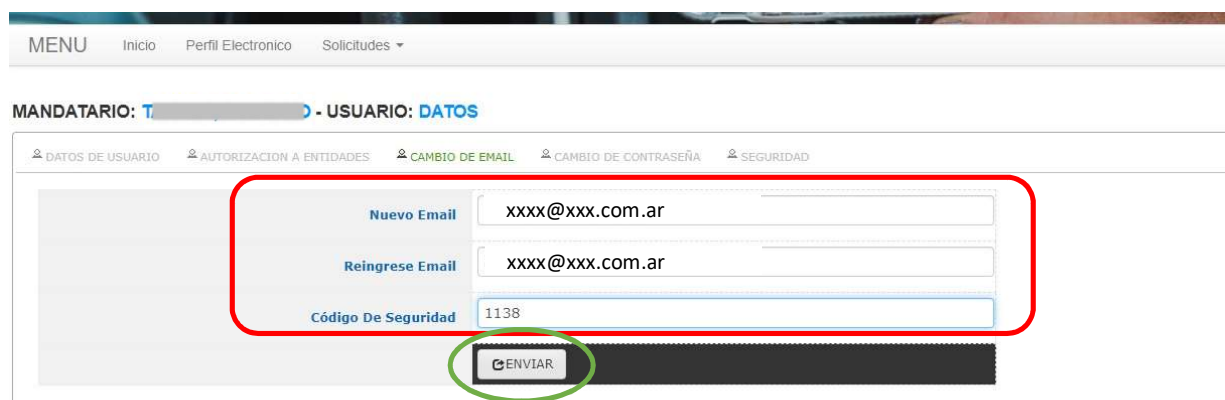 MENU Inicio Perfil Electronico Solicitudes
MANDATARIO: - USUARIO: DATOS
DATOS DE USUARIO AUTORIZACION A ENTIDADES CAMBIO DE EMAIL CAMBIO DE CONTRASEÑA SEGURIDAD
Nuevo Email xxxx@xxx.com.ar
Reingrese Email xxxx@xxx.com.ar
Código De Seguridad 1138
ENVIAR